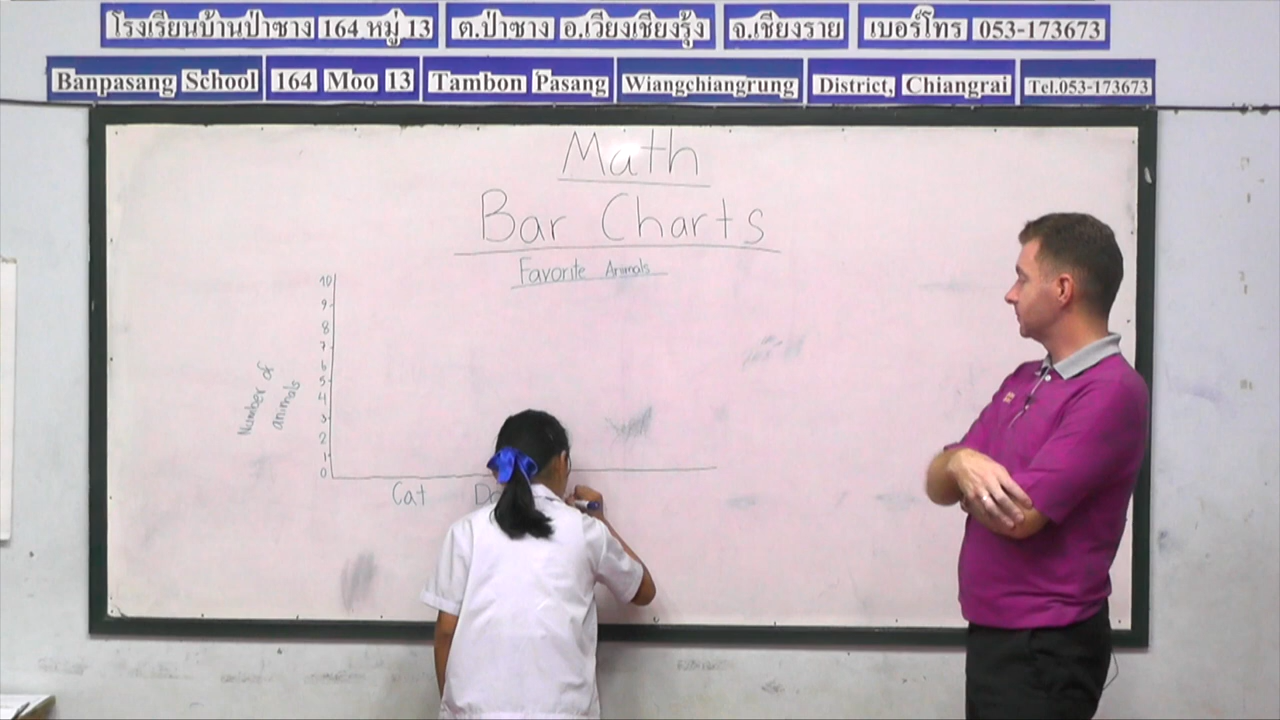 โรงเรียนบ้านป่าซาง 164 หมู่ 13 ต.ป่าซาง อ.เวียงเชียงรุ้ง จ.เชียงราย เบอร์โทร 053-173673
Banpasang School 164 Moo 13 Tambon Pasang Wiangchiangrung District, Chiangrai Tel.053-173673
Math
Bar Charts
Favorite Animals
10
9
8
7
6
5
4
3
2
1
0
Number of
animals
Cat